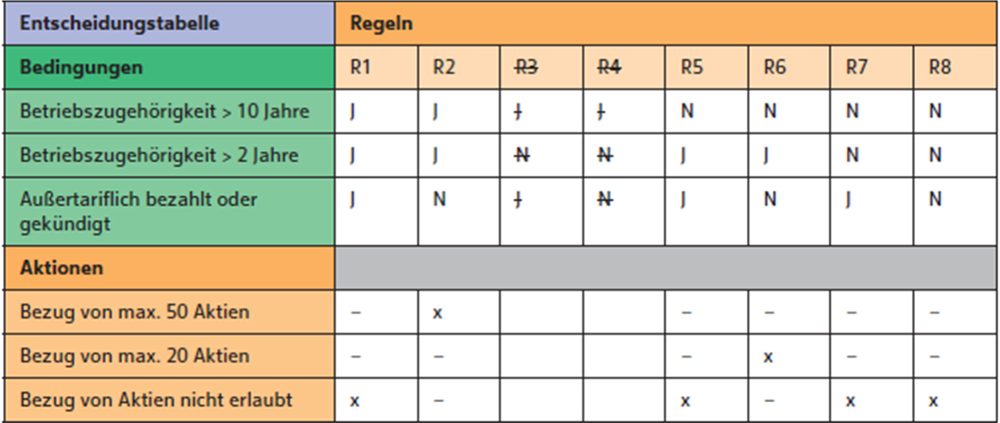 Entscheidungstabelle Regeln
Bedingungen R1 R2 R3 R4 R5 R6 R7 R8
Betriebszugehörigkeit > 10 Jahre J J J J N N N N
Betriebszugehörigkeit > 2 Jahre J J N N J J N N
Außertariflich bezahlt oder J N J N J N J N
gekündigt
Aktionen
Bezug von max. 50 Aktien – x – – – –
Bezug von max. 20 Aktien – – – x – –
Bezug von Aktien nicht erlaubt x – x – x x